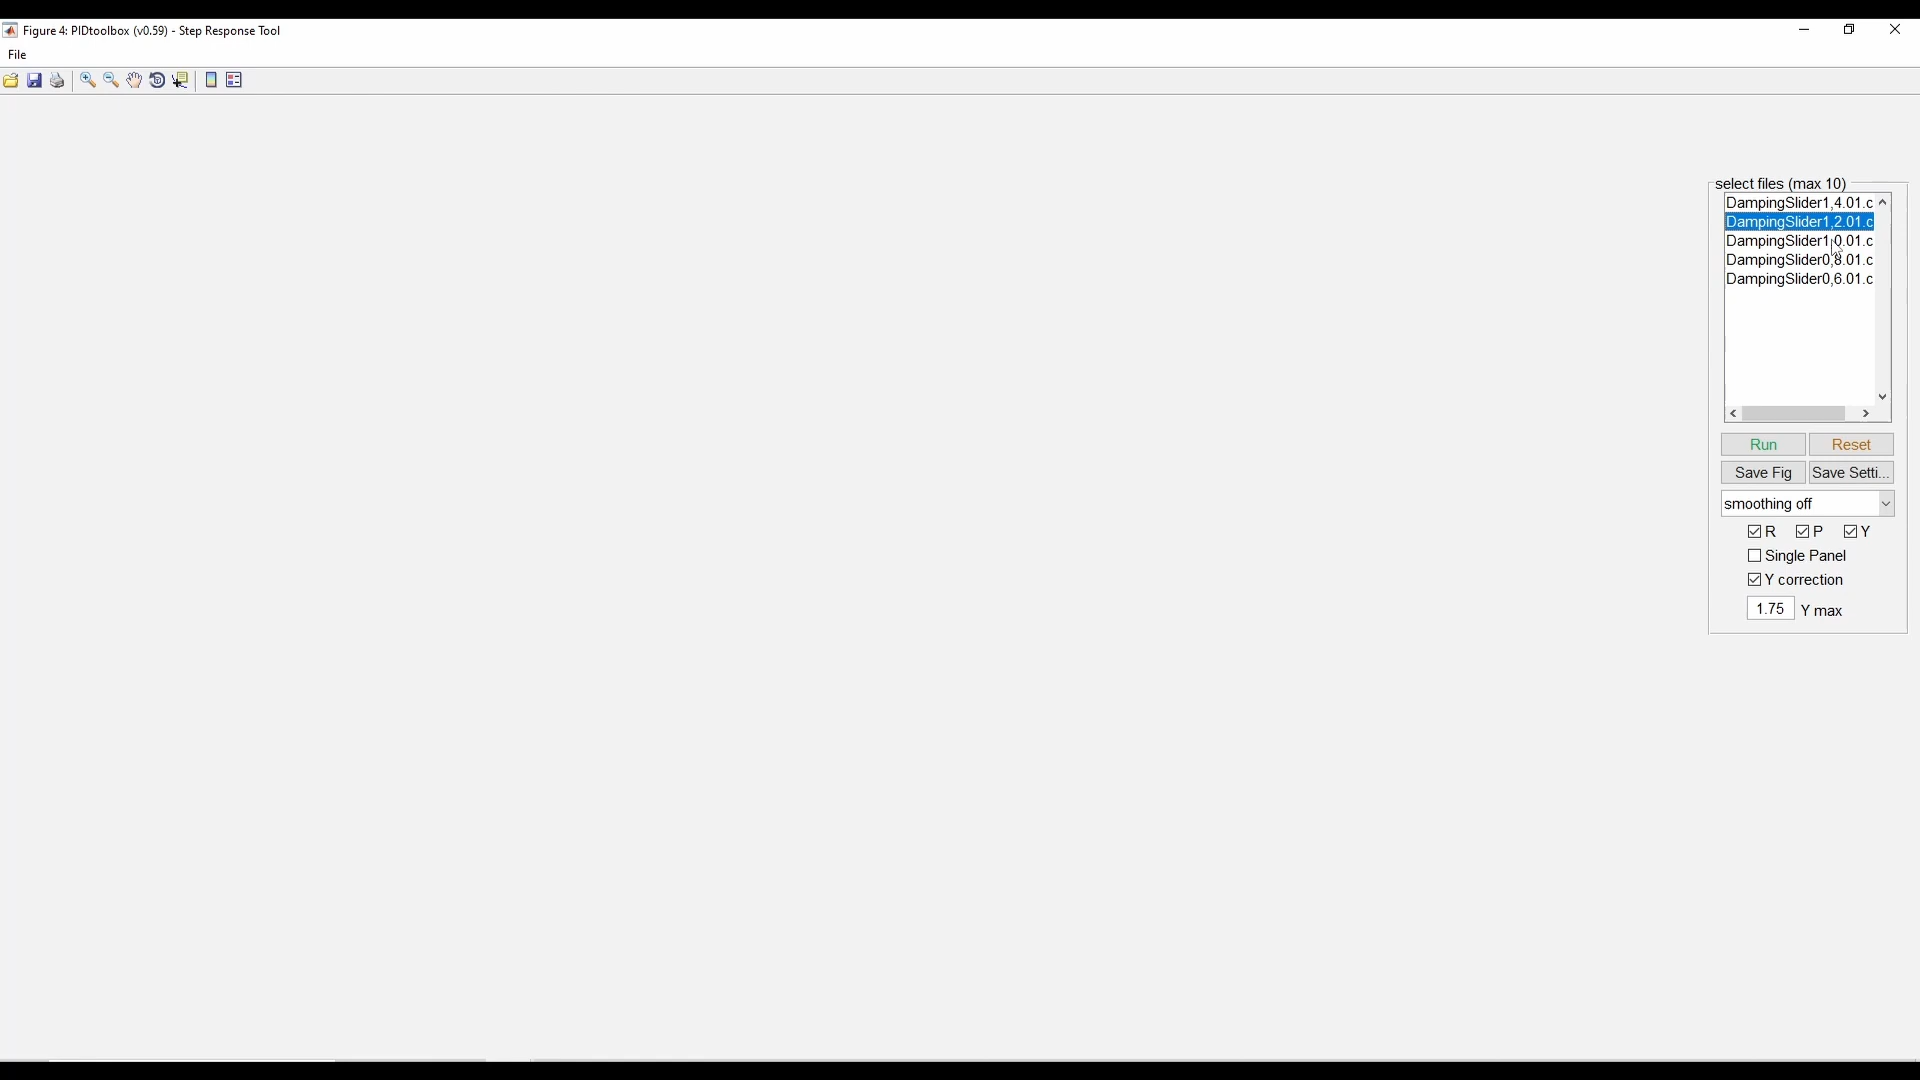 Figure 4: PIDtoolbox (v0.59) - Step Response Tool
File
select files (max 10)
DampingSlider1,4.01.c
DampingSlider1,2.01.c
DampingSlider1,0.01.c
DampingSlider0,8.01.c
DampingSlider0,6.01.c
Run Reset
Save Fig Save Setti...
smoothing off
R P Y
Single Panel
Y correction
1.75 Y max